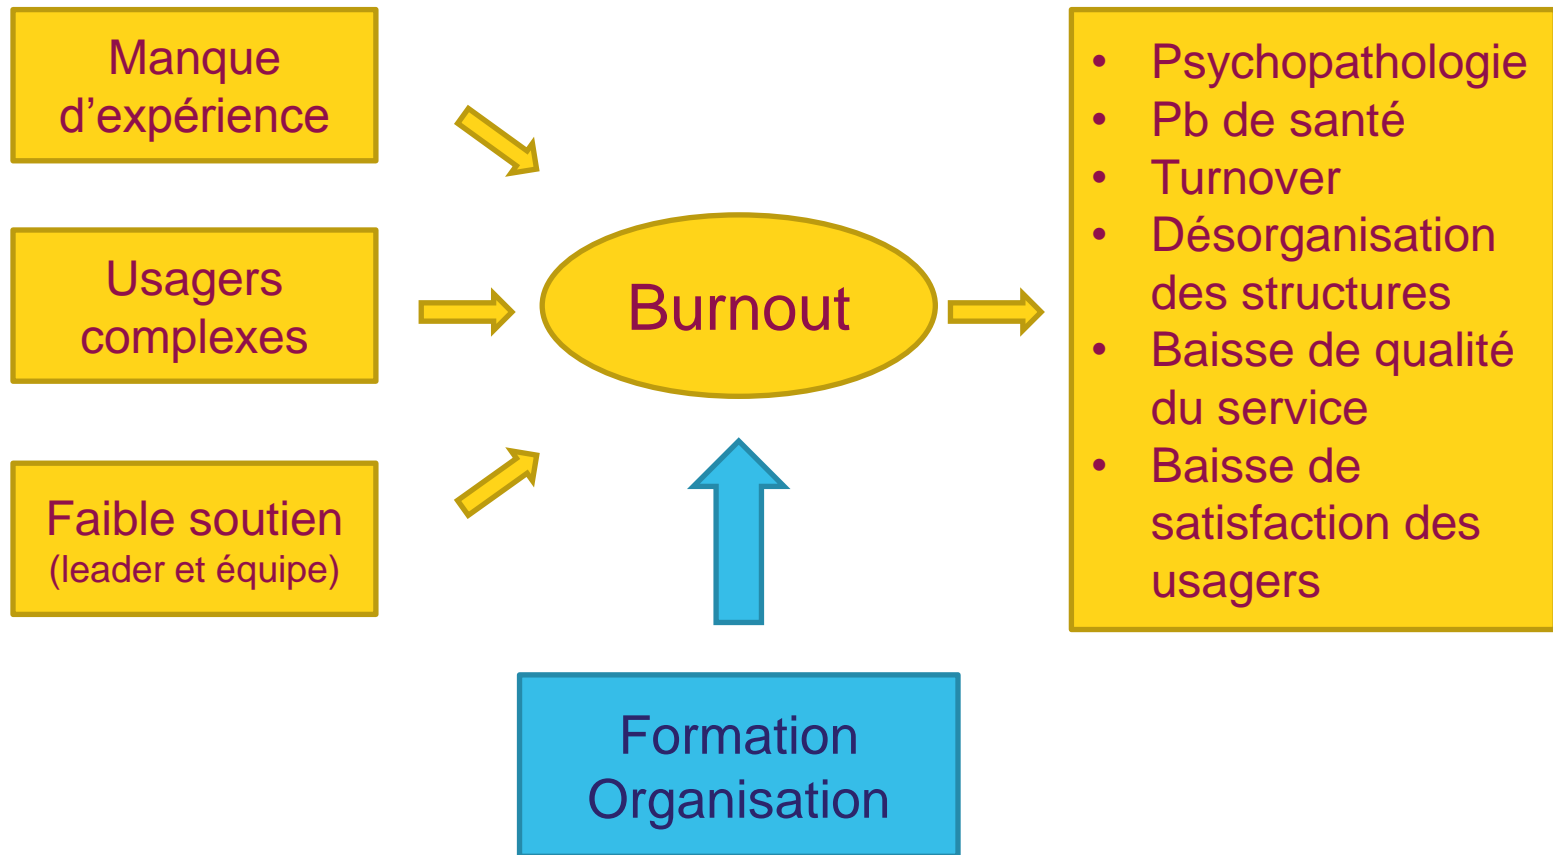 Manque
d’expérience
Usagers
complexes
Faible soutien
(leader et équipe)
Burnout
Formation
Organisation
• Psychopathologie
• Pb de santé
• Turnover
• Désorganisation
des structures
• Baisse de qualité
du service
• Baisse de
satisfaction des
usagers